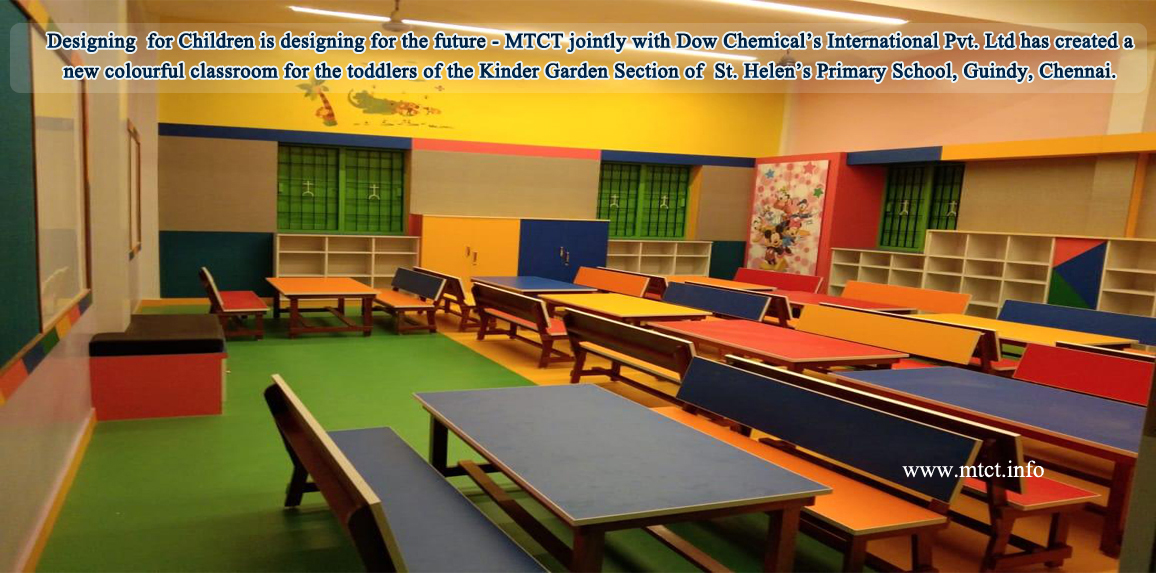 Designing  for Children is designing for the future - MTCT jointly with Dow Chemical's International Pvt. Ltd has created a
new colourful classroom for the toddlers of the Kinder Garden Section of  St. Helen's Primary School, Guindy, Chennai.
www.mtct.info